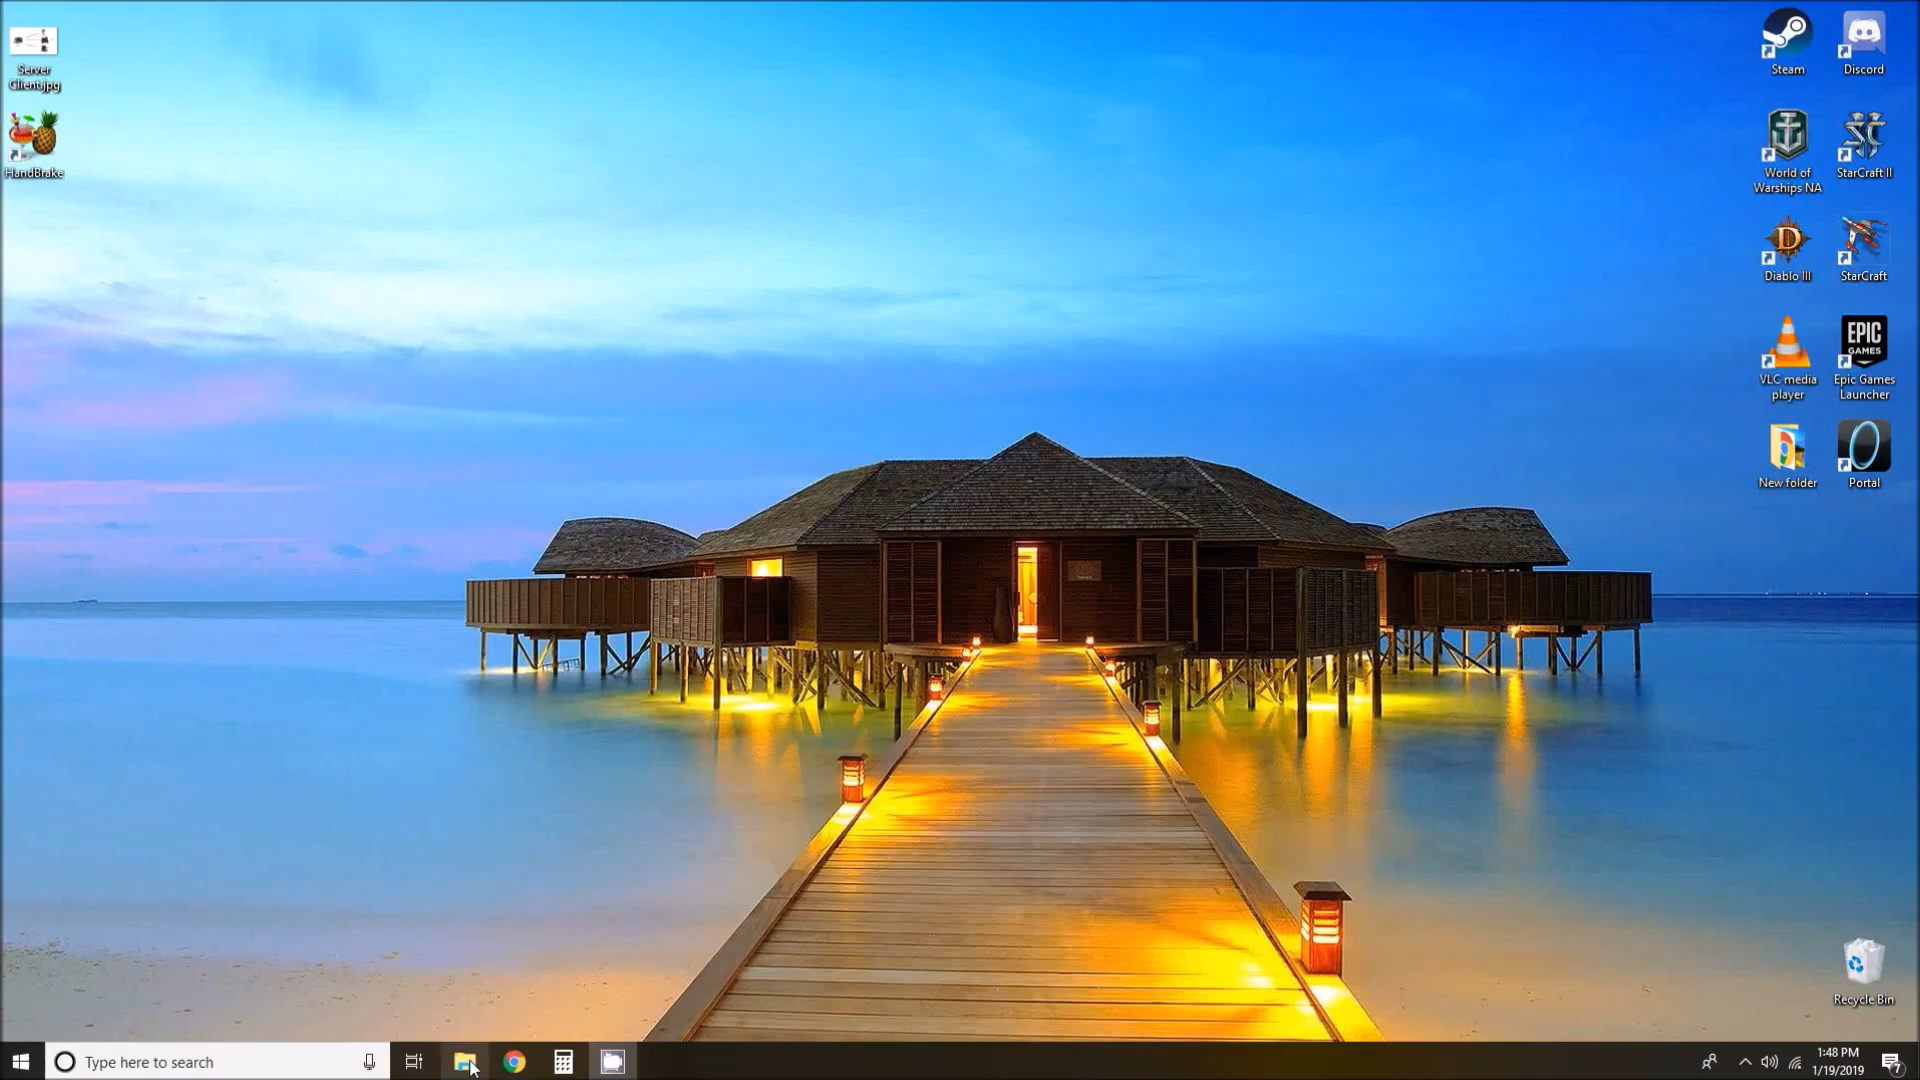 Server
Client.jpg
HandBrake
Steam
Discord
World of
Warships NA
StarCraft II
Diablo III
StarCraft
VLC media
player
EPIC
GAMES
Epic Games
Launcher
New folder
Portal
Recycle Bin
Type here to search
1:48 PM
1/19/2019
7